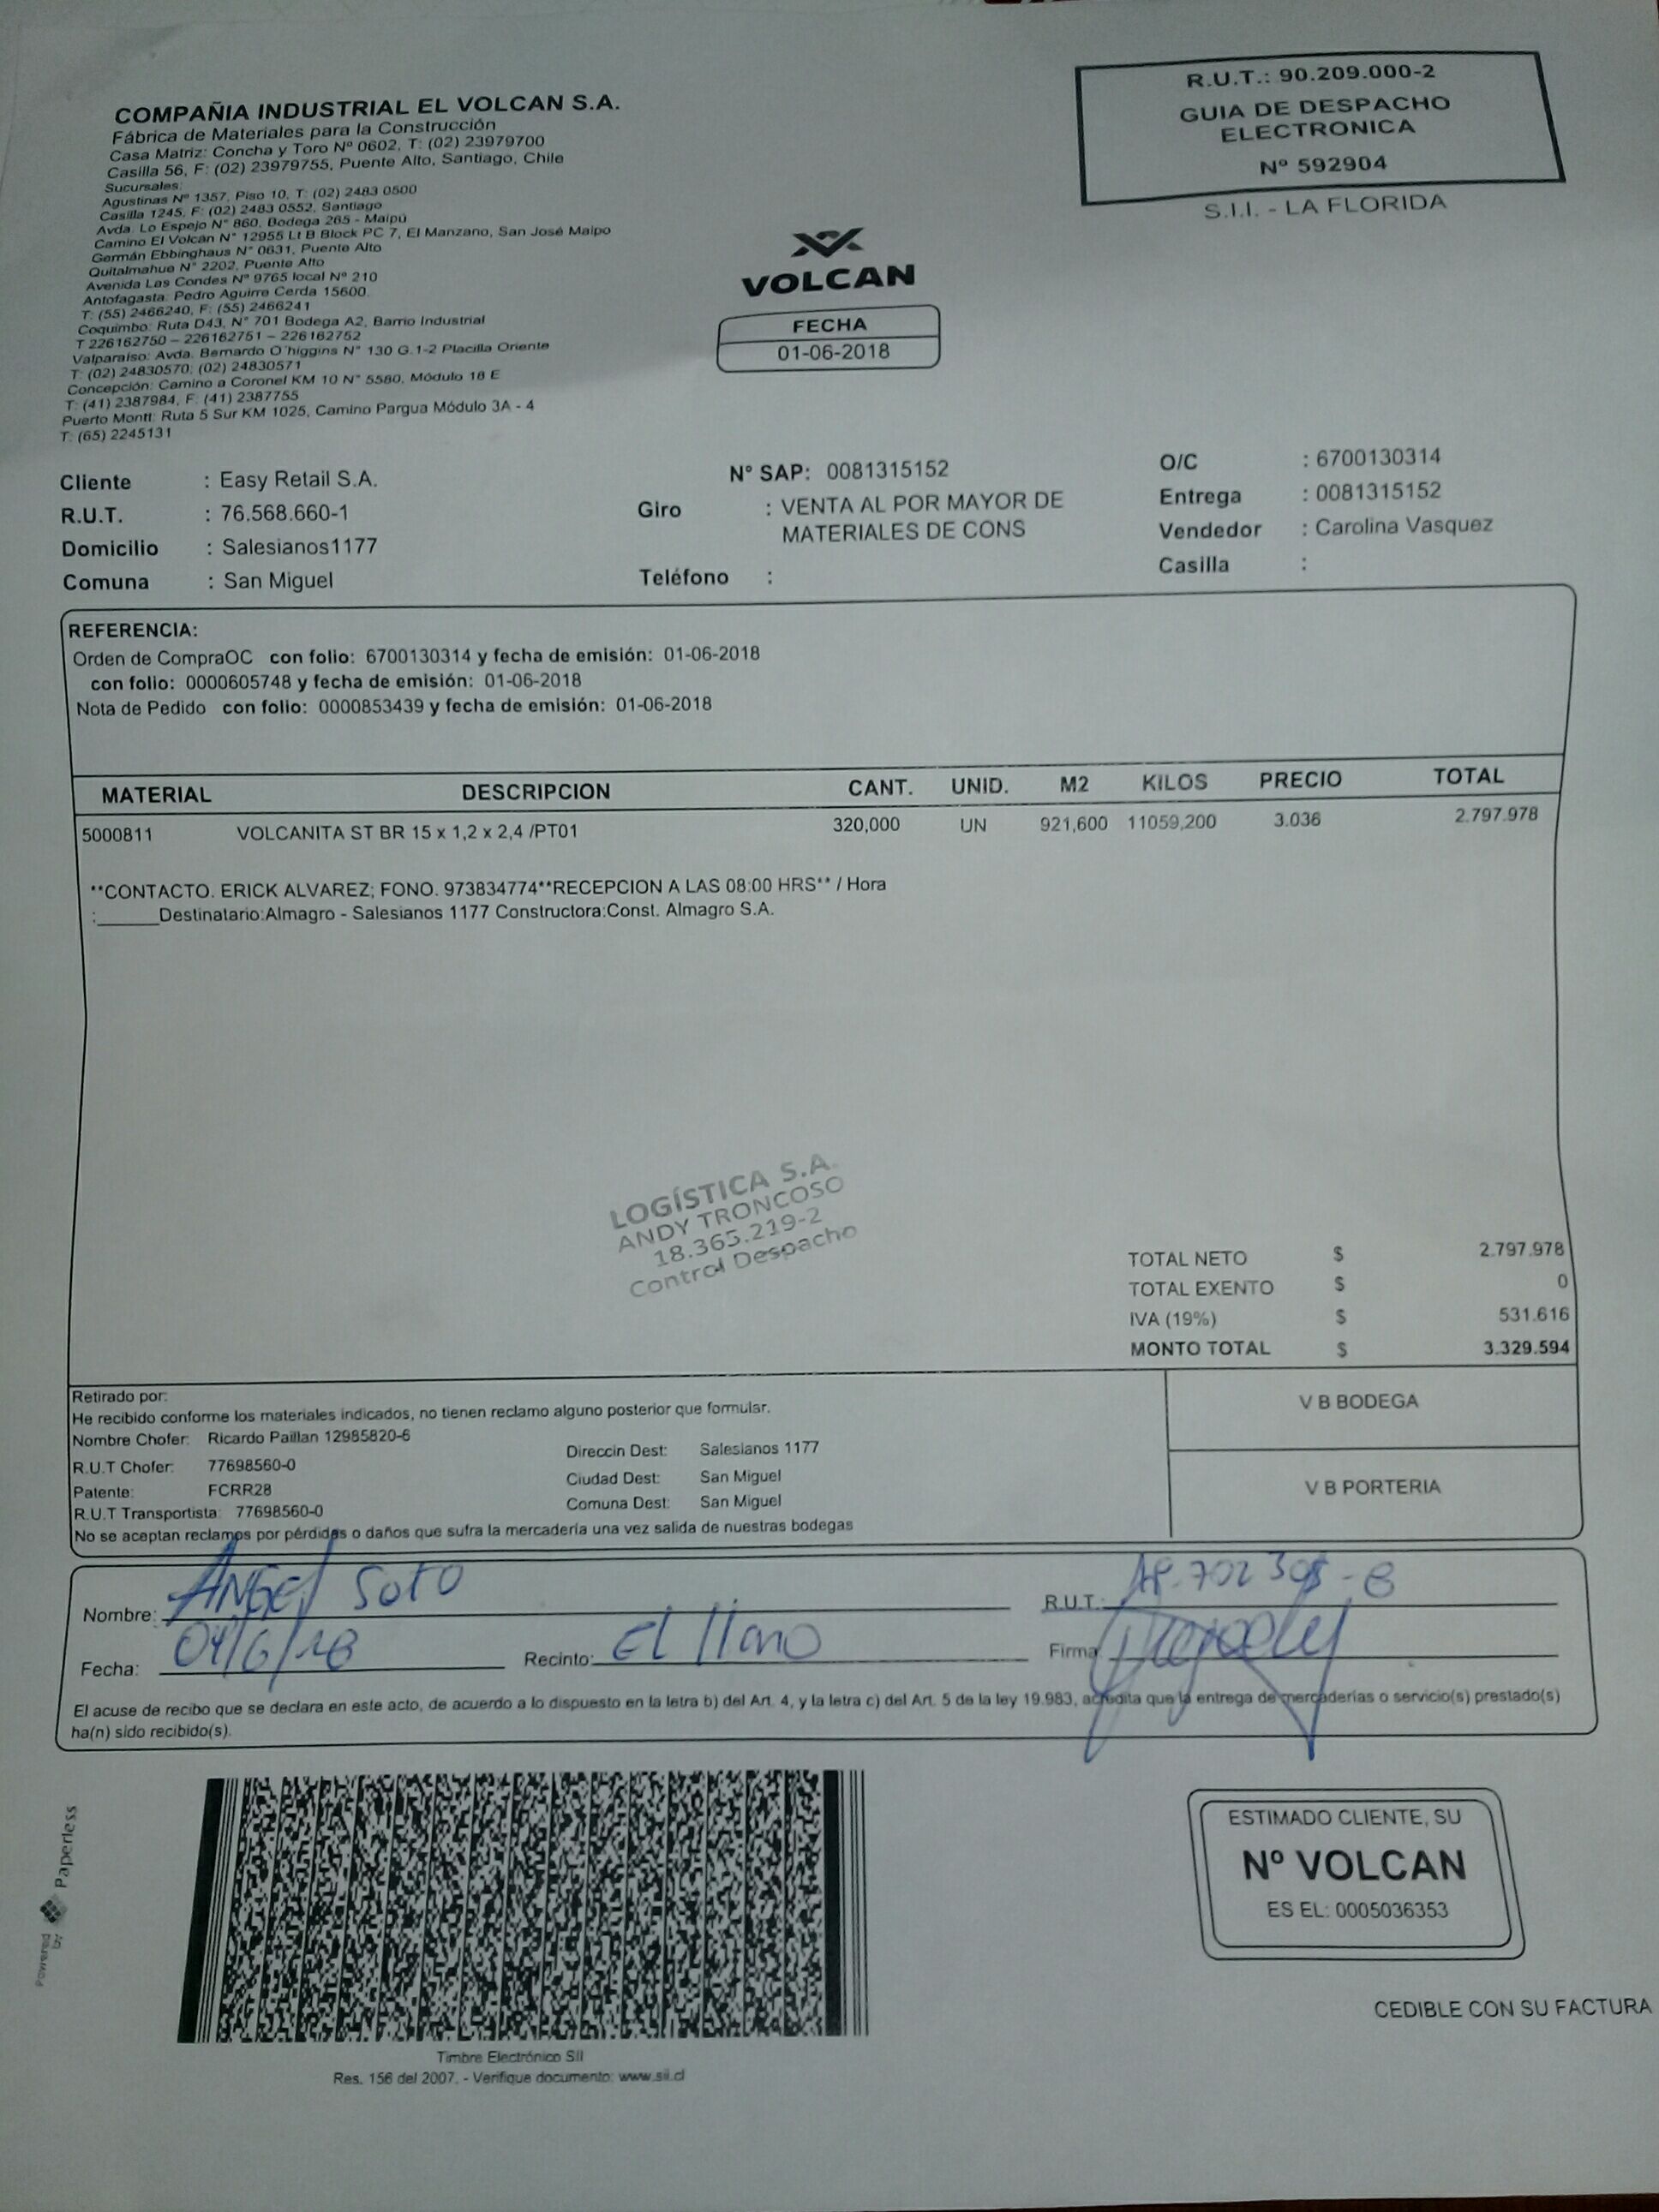 COMPAÑIA INDUSTRIAL EL VOLCAN S.A.
Fábrica de Materiales para la Construcción
Casa Matriz: Concha y Toro Nº 0602, T: (02) 23979700
Casilla 56, F: (02) 23979755, Puente Alto, Santiago, Chile
Sucursales:
Agustinas Nº 1357, Piso 10, T: (02) 2483 0500
Casilla 1245, F: (02) 2483 0552, Santiago
Avda. Lo Espejo N° 860, Bodega 265 - Maipú
Camino El Volcán N° 12955 Lt B Block PC 7, El Manzano, San José Maipo
Germán Ebbinghaus N° 0631, Puente Alto
Quitalmahue N° 2202, Puente Alto
Avenida Las Condes Nº 9765 local Nº 210
Antofagasta: Pedro Aguirre Cerda 15600.
T: (55) 2466240, F: (55) 2466241
Coquimbo: Ruta D43, N° 701 Bodega A2, Barrio Industrial
T 226162750 – 226162751 – 226162752
Valparaíso: Avda. Bernardo O´higgins N° 130 G.1-2 Placilla Oriente
T: (02) 24830570; (02) 24830571
Concepción: Camino a Coronel KM 10 N° 5580, Módulo 18 E
T: (41) 2387984, F: (41) 2387755
Puerto Montt: Ruta 5 Sur KM 1025, Camino Pargua Módulo 3A - 4
T: (65) 2245131
R.U.T.: 90.209.000-2
GUIA DE DESPACHO
ELECTRONICA
Nº 592904
S.I.I. - LA FLORIDA
VOLCAN
FECHA
01-06-2018
Cliente : Easy Retail S.A.
R.U.T. : 76.568.660-1
Domicilio : Salesianos1177
Comuna : San Miguel
Nº SAP: 0081315152
Giro : VENTA AL POR MAYOR DE
MATERIALES DE CONS
Teléfono :
O/C : 6700130314
Entrega : 0081315152
Vendedor : Carolina Vasquez
Casilla :
REFERENCIA:
Orden de CompraOC con folio: 6700130314 y fecha de emisión: 01-06-2018
con folio: 0000605748 y fecha de emisión: 01-06-2018
Nota de Pedido con folio: 0000853439 y fecha de emisión: 01-06-2018
MATERIAL DESCRIPCION CANT. UNID. M2 KILOS PRECIO TOTAL
5000811 VOLCANITA ST BR 15 x 1,2 x 2,4 /PT01 320,000 UN 921,600 11059,200 3.036 2.797.978
**CONTACTO. ERICK ALVAREZ; FONO. 973834774**RECEPCION A LAS 08:00 HRS** / Hora
:______Destinatario:Almagro - Salesianos 1177 Constructora:Const. Almagro S.A.
LOGÍSTICA S.A.
ANDY TRONCOSO
18.365.219-2
Control Despacho
TOTAL NETO $ 2.797.978
TOTAL EXENTO $ 0
IVA (19%) $ 531.616
MONTO TOTAL $ 3.329.594
Retirado por:
He recibido conforme los materiales indicados, no tienen reclamo alguno posterior que formular.
Nombre Chofer: Ricardo Paillan 12985820-6
R.U.T Chofer: 77698560-0
Patente: FCRR28
R.U.T Transportista: 77698560-0
Direccin Dest: Salesianos 1177
Ciudad Dest: San Miguel
Comuna Dest: San Miguel
No se aceptan reclamos por pérdidas o daños que sufra la mercadería una vez salida de nuestras bodegas
V B BODEGA
V B PORTERIA
Nombre: ANGEL Soto
R.U.T.:
Fecha: 04/6/18
Recinto: El llano
Firma:
El acuse de recibo que se declara en este acto, de acuerdo a lo dispuesto en la letra b) del Art. 4, y la letra c) del Art. 5 de la ley 19.983, acredita que la entrega de mercaderías o servicio(s) prestado(s)
ha(n) sido recibido(s).
Powered by Paperless
Timbre Electrónico SII
Res. 156 del 2007. - Verifique documento: www.sii.cl
ESTIMADO CLIENTE, SU
Nº VOLCAN
ES EL: 0005036353
CEDIBLE CON SU FACTURA